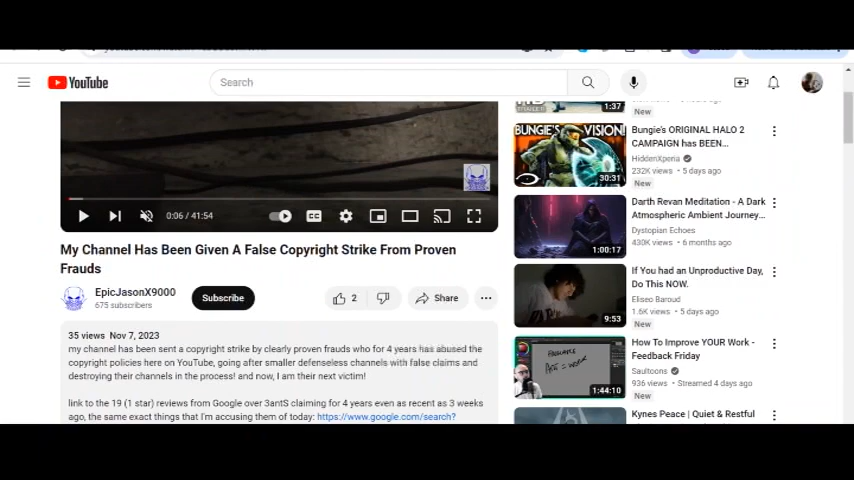 YouTube
Search
0:06 / 41:54
CC
My Channel Has Been Given A False Copyright Strike From Proven
Frauds
EpicJasonX9000
675 subscribers
Subscribe
2
Share
35 views Nov 7, 2023
my channel has been sent a copyright strike by clearly proven frauds who for 4 years has abused the
copyright policies here on YouTube, going after smaller defenseless channels with false claims and
destroying their channels in the process! and now, I am their next victim!
link to the 19 (1 star) reviews from Google over 3antS claiming for 4 years even as recent as 3 weeks
ago, the same exact things that I'm accusing them of today: https://www.google.com/search?
1:37
New
BUNGIE'S VISION!
30:31
Bungie's ORIGINAL HALO 2
CAMPAIGN has BEEN...
HiddenXperia
232K views • 5 days ago
New
1:00:17
Darth Revan Meditation - A Dark
Atmospheric Ambient Journey...
Dystopian Echoes
430K views • 6 months ago
9:53
If You had an Unproductive Day,
Do This NOW.
Eliseo Baroud
1.6K views • 5 days ago
New
1:44:10
How To Improve YOUR Work -
Feedback Friday
Saultoons
936 views • Streamed 4 days ago
New
Kynes Peace | Quiet & Restful